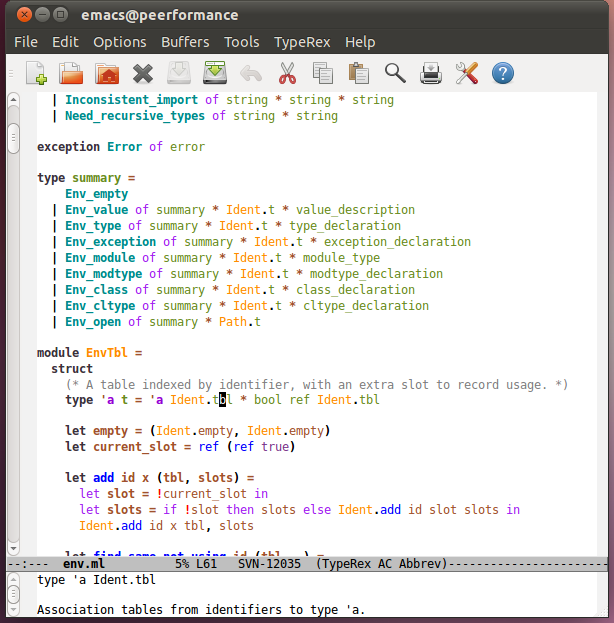 emacs@peerformance
File Edit Options Buffers Tools TypeRex Help
| Inconsistent_import of string * string * string
| Need_recursive_types of string * string
exception Error of error
type summary =
Env_empty
| Env_value of summary * Ident.t * value_description
| Env_type of summary * Ident.t * type_declaration
| Env_exception of summary * Ident.t * exception_declaration
| Env_module of summary * Ident.t * module_type
| Env_modtype of summary * Ident.t * modtype_declaration
| Env_class of summary * Ident.t * class_declaration
| Env_cltype of summary * Ident.t * cltype_declaration
| Env_open of summary * Path.t
module EnvTbl =
struct
(* A table indexed by identifier, with an extra slot to record usage. *)
type 'a t = 'a Ident.tbl * bool ref Ident.tbl
let empty = (Ident.empty, Ident.empty)
let current_slot = ref (ref true)
let add id x (tbl, slots) =
let slot = !current_slot in
let slots = if !slot then slots else Ident.add id slot slots in
Ident.add id x tbl, slots
let find_same_not_using id (tbl, _) =
--:--- env.ml 5% L61 SVN-12035 (TypeRex AC Abbrev)----------------------
type 'a Ident.tbl
Association tables from identifiers to type 'a.